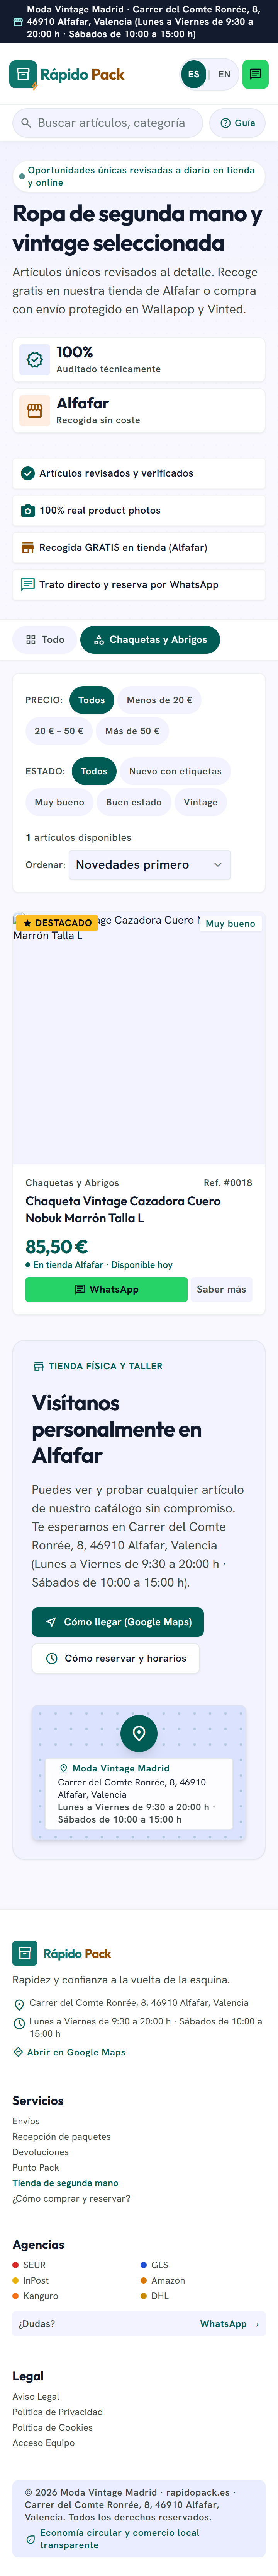 Moda Vintage Madrid · Carrer del Comte Ronrée, 8,
46910 Alfafar, Valencia (Lunes a Viernes de 9:30 a
20:00 h · Sábados de 10:00 a 15:00 h)
Rápido Pack
ES
EN
Buscar artículos, categoría
Guía
Oportunidades únicas revisadas a diario en tienda
y online
Ropa de segunda mano y
vintage seleccionada
Artículos únicos revisados al detalle. Recoge
gratis en nuestra tienda de Alfafar o compra
con envío protegido en Wallapop y Vinted.
100%
Auditado técnicamente
Alfafar
Recogida sin coste
Artículos revisados y verificados
100% real product photos
Recogida GRATIS en tienda (Alfafar)
Trato directo y reserva por WhatsApp
Todo
Chaquetas y Abrigos
PRECIO:
Todos
Menos de 20 €
20 € – 50 €
Más de 50 €
ESTADO:
Todos
Nuevo con etiquetas
Muy bueno
Buen estado
Vintage
1 artículos disponibles
Ordenar:
Novedades primero
DESTACADO
age Cazadora Cuero
Muy bueno
Marrón Talla L
Chaquetas y Abrigos
Ref. #0018
Chaqueta Vintage Cazadora Cuero
Nobuk Marrón Talla L
85,50 €
En tienda Alfafar · Disponible hoy
WhatsApp
Saber más
TIENDA FÍSICA Y TALLER
Visítanos
personalmente en
Alfafar
Puedes ver y probar cualquier artículo
de nuestro catálogo sin compromiso.
Te esperamos en Carrer del Comte
Ronrée, 8, 46910 Alfafar, Valencia
(Lunes a Viernes de 9:30 a 20:00 h ·
Sábados de 10:00 a 15:00 h).
Cómo llegar (Google Maps)
Cómo reservar y horarios
Moda Vintage Madrid
Carrer del Comte Ronrée, 8, 46910
Alfafar, Valencia
Lunes a Viernes de 9:30 a 20:00 h ·
Sábados de 10:00 a 15:00 h
Rápido Pack
Rapidez y confianza a la vuelta de la esquina.
Carrer del Comte Ronrée, 8, 46910 Alfafar, Valencia
Lunes a Viernes de 9:30 a 20:00 h · Sábados de 10:00 a
15:00 h
Abrir en Google Maps
Servicios
Envíos
Recepción de paquetes
Devoluciones
Punto Pack
Tienda de segunda mano
¿Cómo comprar y reservar?
Agencias
SEUR
GLS
InPost
Amazon
Kanguro
DHL
¿Dudas?
WhatsApp →
Legal
Aviso Legal
Política de Privacidad
Política de Cookies
Acceso Equipo
© 2026 Moda Vintage Madrid · rapidopack.es ·
Carrer del Comte Ronrée, 8, 46910 Alfafar,
Valencia. Todos los derechos reservados.
Economía circular y comercio local
transparente